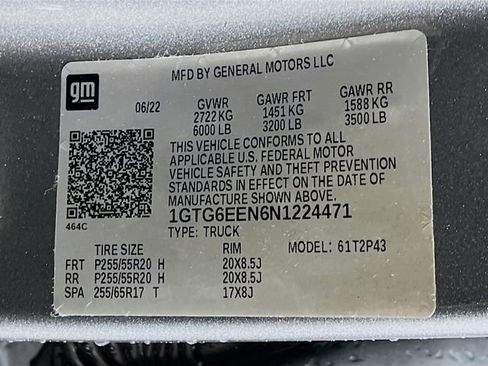 MFD BY GENERAL MOTORS LLC
gm
06/22 GVWR GAWR FRT GAWR RR
2722 KG 1451 KG 1588 KG
6000 LB 3200 LB 3500 LB
THIS VEHICLE CONFORMS TO ALL
APPLICABLE U.S. FEDERAL MOTOR
VEHICLE SAFETY AND THEFT PREVENTION
STANDARDS IN EFFECT ON THE DATE OF
MANUFACTURE SHOWN ABOVE.
464C
1GTG6EEN6N1224471
TYPE: TRUCK
TIRE SIZE RIM MODEL: 61T2P43
FRT P255/55R20 H 20X8.5J
RR P255/55R20 H 20X8.5J
SPA 255/65R17 T 17X8J